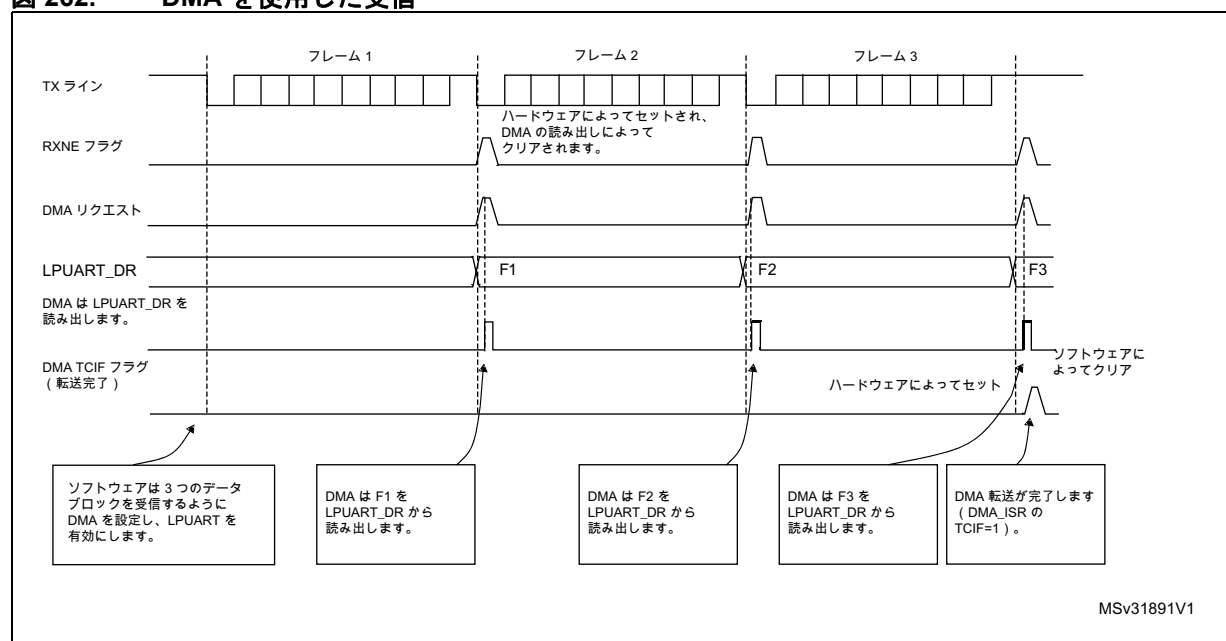 図 262. DMA を使用した受信
フレーム 1
フレーム 2
フレーム 3
TX ライン
ハードウェアによってセットされ、
DMA の読み出しによって
クリアされます。
RXNE フラグ
DMA リクエスト
LPUART_DR
F1
F2
F3
DMA は LPUART_DR を
読み出します。
DMA TCIF フラグ
(転送完了)
ハードウェアによってセット
ソフトウェアに
よってクリア
ソフトウェアは 3 つのデータ
ブロックを受信するように
DMA を設定し、LPUART を
有効にします。
DMA は F1 を
LPUART_DR から
読み出します。
DMA は F2 を
LPUART_DR から
読み出します。
DMA は F3 を
LPUART_DR から
読み出します。
DMA 転送が完了します
(DMA_ISR の
TCIF=1)。
MSv31891V1